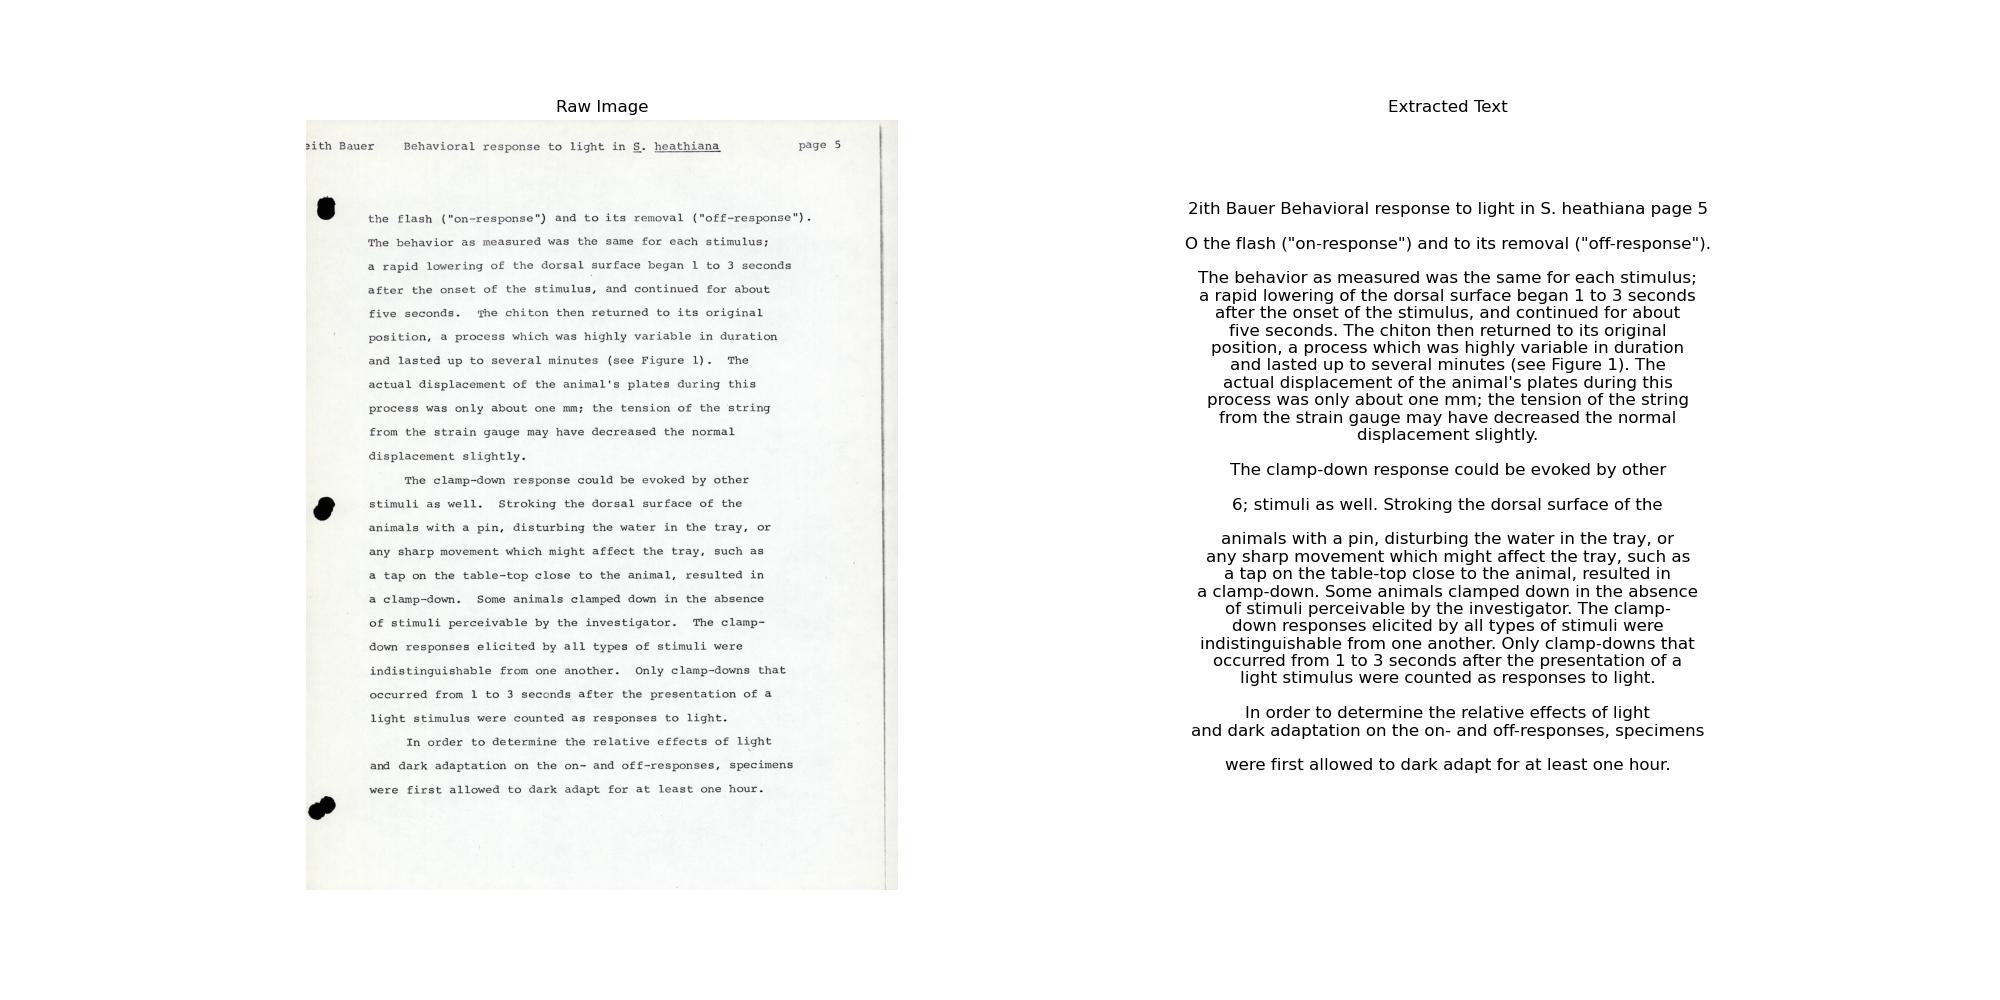 Raw Image
eith Bauer    Behavioral response to light in S. heathiana    page 5
the flash ("on-response") and to its removal ("off-response").
The behavior as measured was the same for each stimulus;
a rapid lowering of the dorsal surface began 1 to 3 seconds
after the onset of the stimulus, and continued for about
five seconds.  The chiton then returned to its original
position, a process which was highly variable in duration
and lasted up to several minutes (see Figure 1).  The
actual displacement of the animal's plates during this
process was only about one mm; the tension of the string
from the strain gauge may have decreased the normal
displacement slightly.
The clamp-down response could be evoked by other
stimuli as well.  Stroking the dorsal surface of the
animals with a pin, disturbing the water in the tray, or
any sharp movement which might affect the tray, such as
a tap on the table-top close to the animal, resulted in
a clamp-down.  Some animals clamped down in the absence
of stimuli perceivable by the investigator.  The clamp-
down responses elicited by all types of stimuli were
indistinguishable from one another.  Only clamp-downs that
occurred from 1 to 3 seconds after the presentation of a
light stimulus were counted as responses to light.
In order to determine the relative effects of light
and dark adaptation on the on- and off-responses, specimens
were first allowed to dark adapt for at least one hour.
Extracted Text
2ith Bauer Behavioral response to light in S. heathiana page 5
O the flash ("on-response") and to its removal ("off-response").
The behavior as measured was the same for each stimulus;
a rapid lowering of the dorsal surface began 1 to 3 seconds
after the onset of the stimulus, and continued for about
five seconds. The chiton then returned to its original
position, a process which was highly variable in duration
and lasted up to several minutes (see Figure 1). The
actual displacement of the animal's plates during this
process was only about one mm; the tension of the string
from the strain gauge may have decreased the normal
displacement slightly.
The clamp-down response could be evoked by other
6; stimuli as well. Stroking the dorsal surface of the
animals with a pin, disturbing the water in the tray, or
any sharp movement which might affect the tray, such as
a tap on the table-top close to the animal, resulted in
a clamp-down. Some animals clamped down in the absence
of stimuli perceivable by the investigator. The clamp-
down responses elicited by all types of stimuli were
indistinguishable from one another. Only clamp-downs that
occurred from 1 to 3 seconds after the presentation of a
light stimulus were counted as responses to light.
In order to determine the relative effects of light
and dark adaptation on the on- and off-responses, specimens
were first allowed to dark adapt for at least one hour.